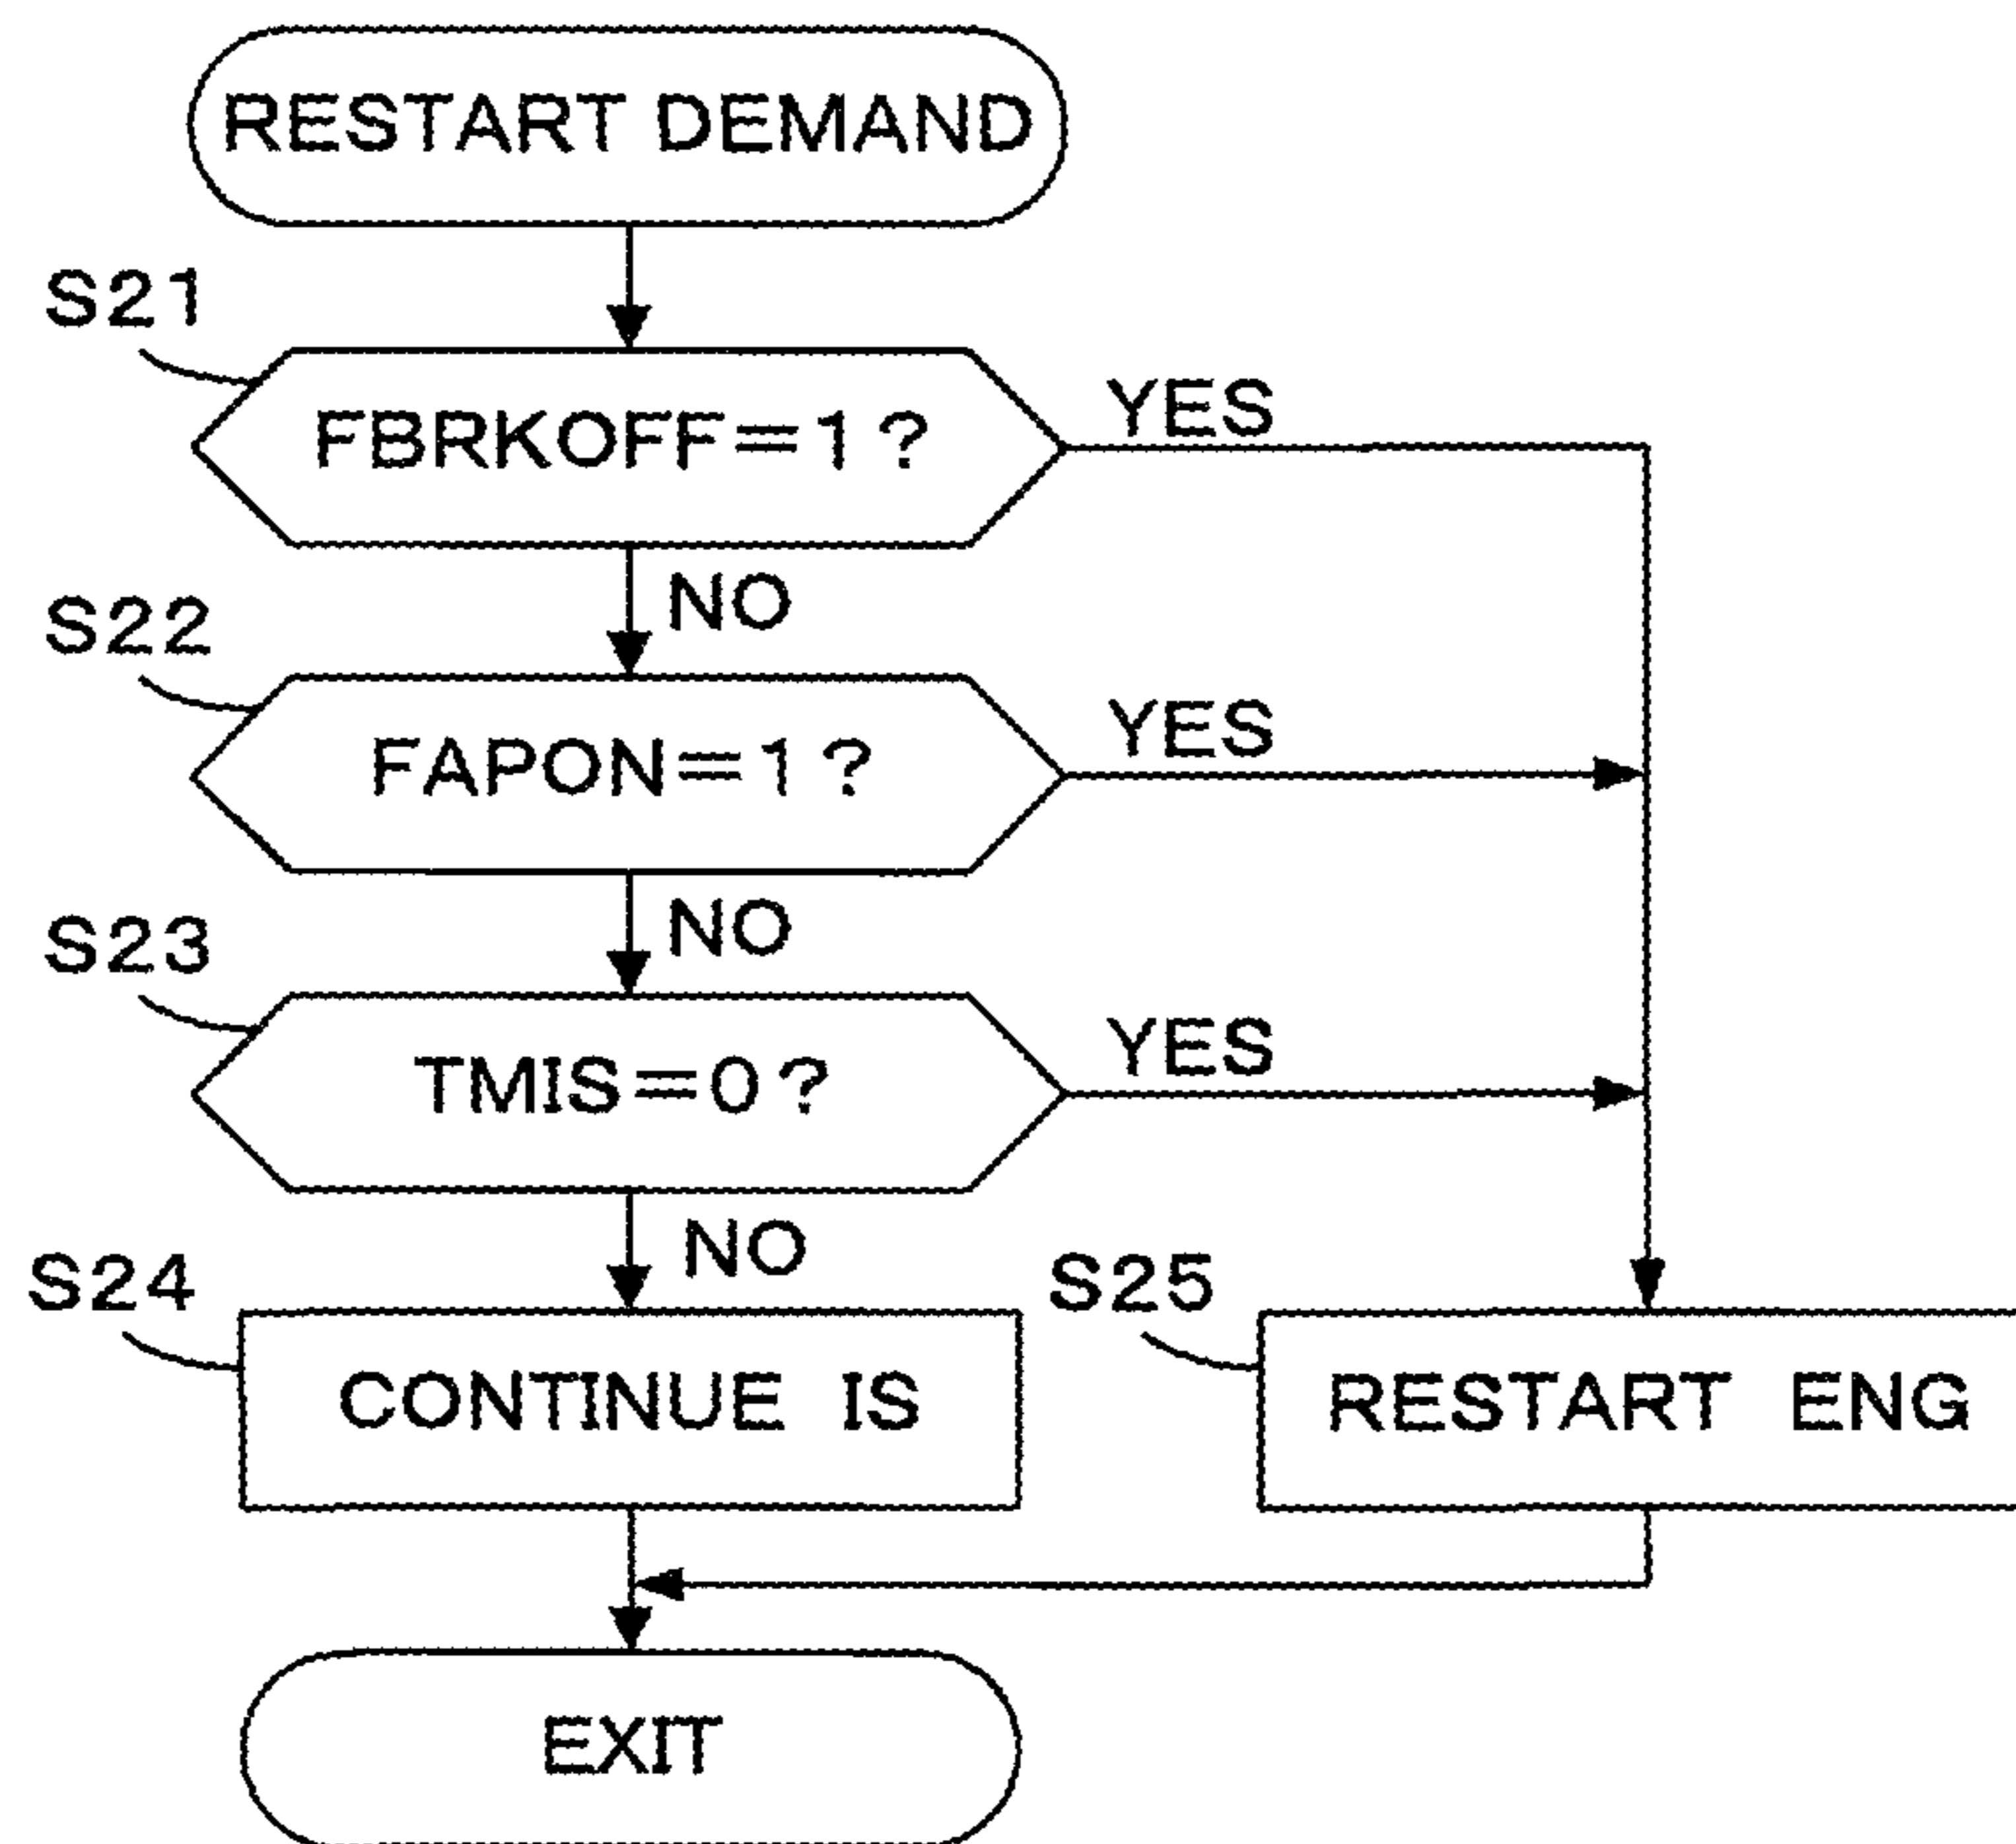 RESTART DEMAND
S21
FBRKOFF=1?
YES
NO
S22
FAPON=1?
YES
NO
S23
TMIS=0?
YES
NO
S24
CONTINUE IS
S25
RESTART ENG
EXIT